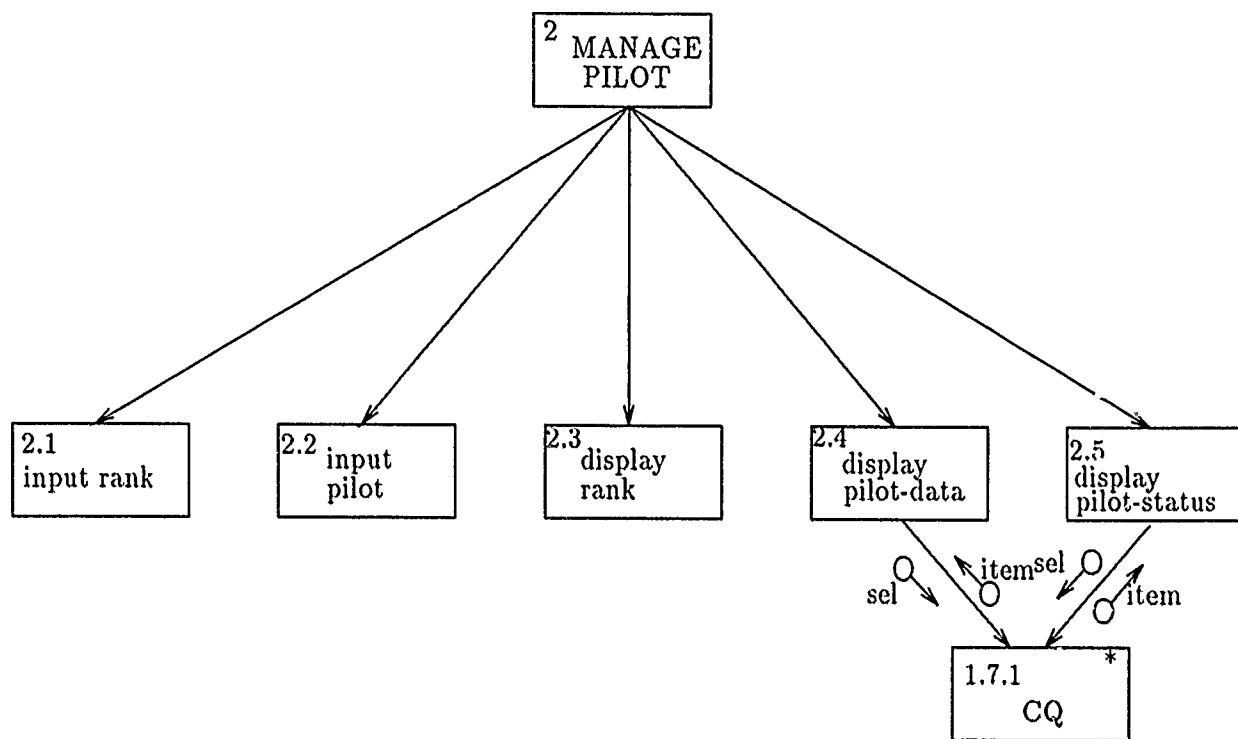 2
MANAGE
PILOT
2.1
input rank
2.2
input
pilot
2.3
display
rank
2.4
display
pilot-data
2.5
display
pilot-status
sel
item
sel
item
1.7.1
*
CQ